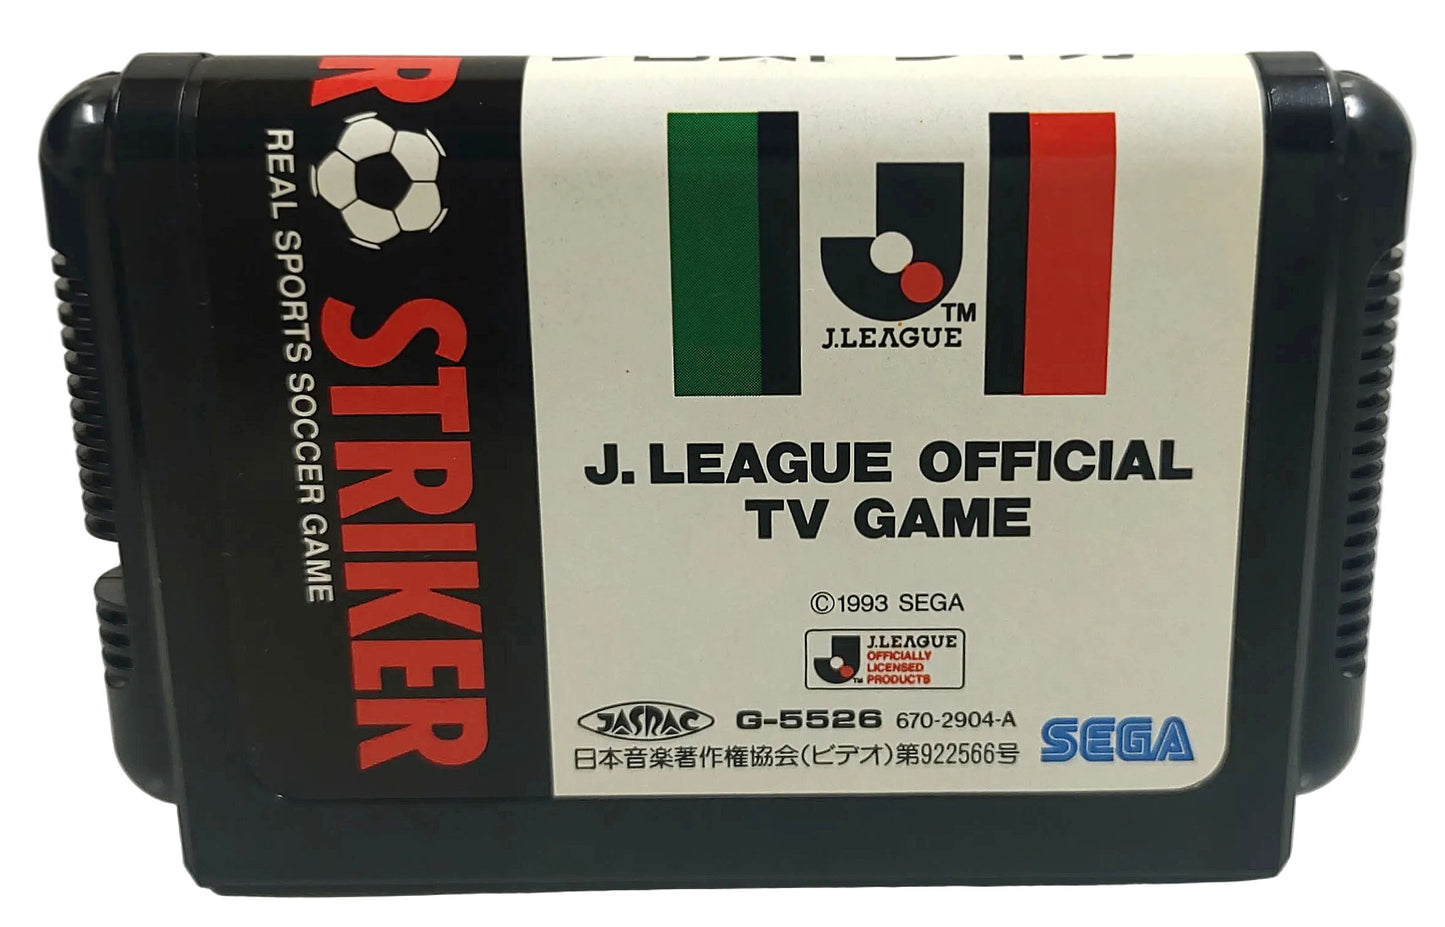 R STRIKER
REAL SPORTS SOCCER GAME
TM
J.LEAGUE
J. LEAGUE OFFICIAL
TV GAME
©1993 SEGA
J.LEAGUE
OFFICIALLY
LICENSED
TM PRODUCTS
JASRAC G-5526 670-2904-A
日本音楽著作権協会(ビデオ)第922566号
SEGA